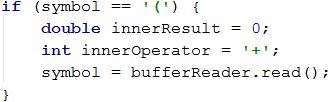 if (symbol == '(') {
    double innerResult = 0;
    int innerOperator = '+';
    symbol = bufferReader.read();
}